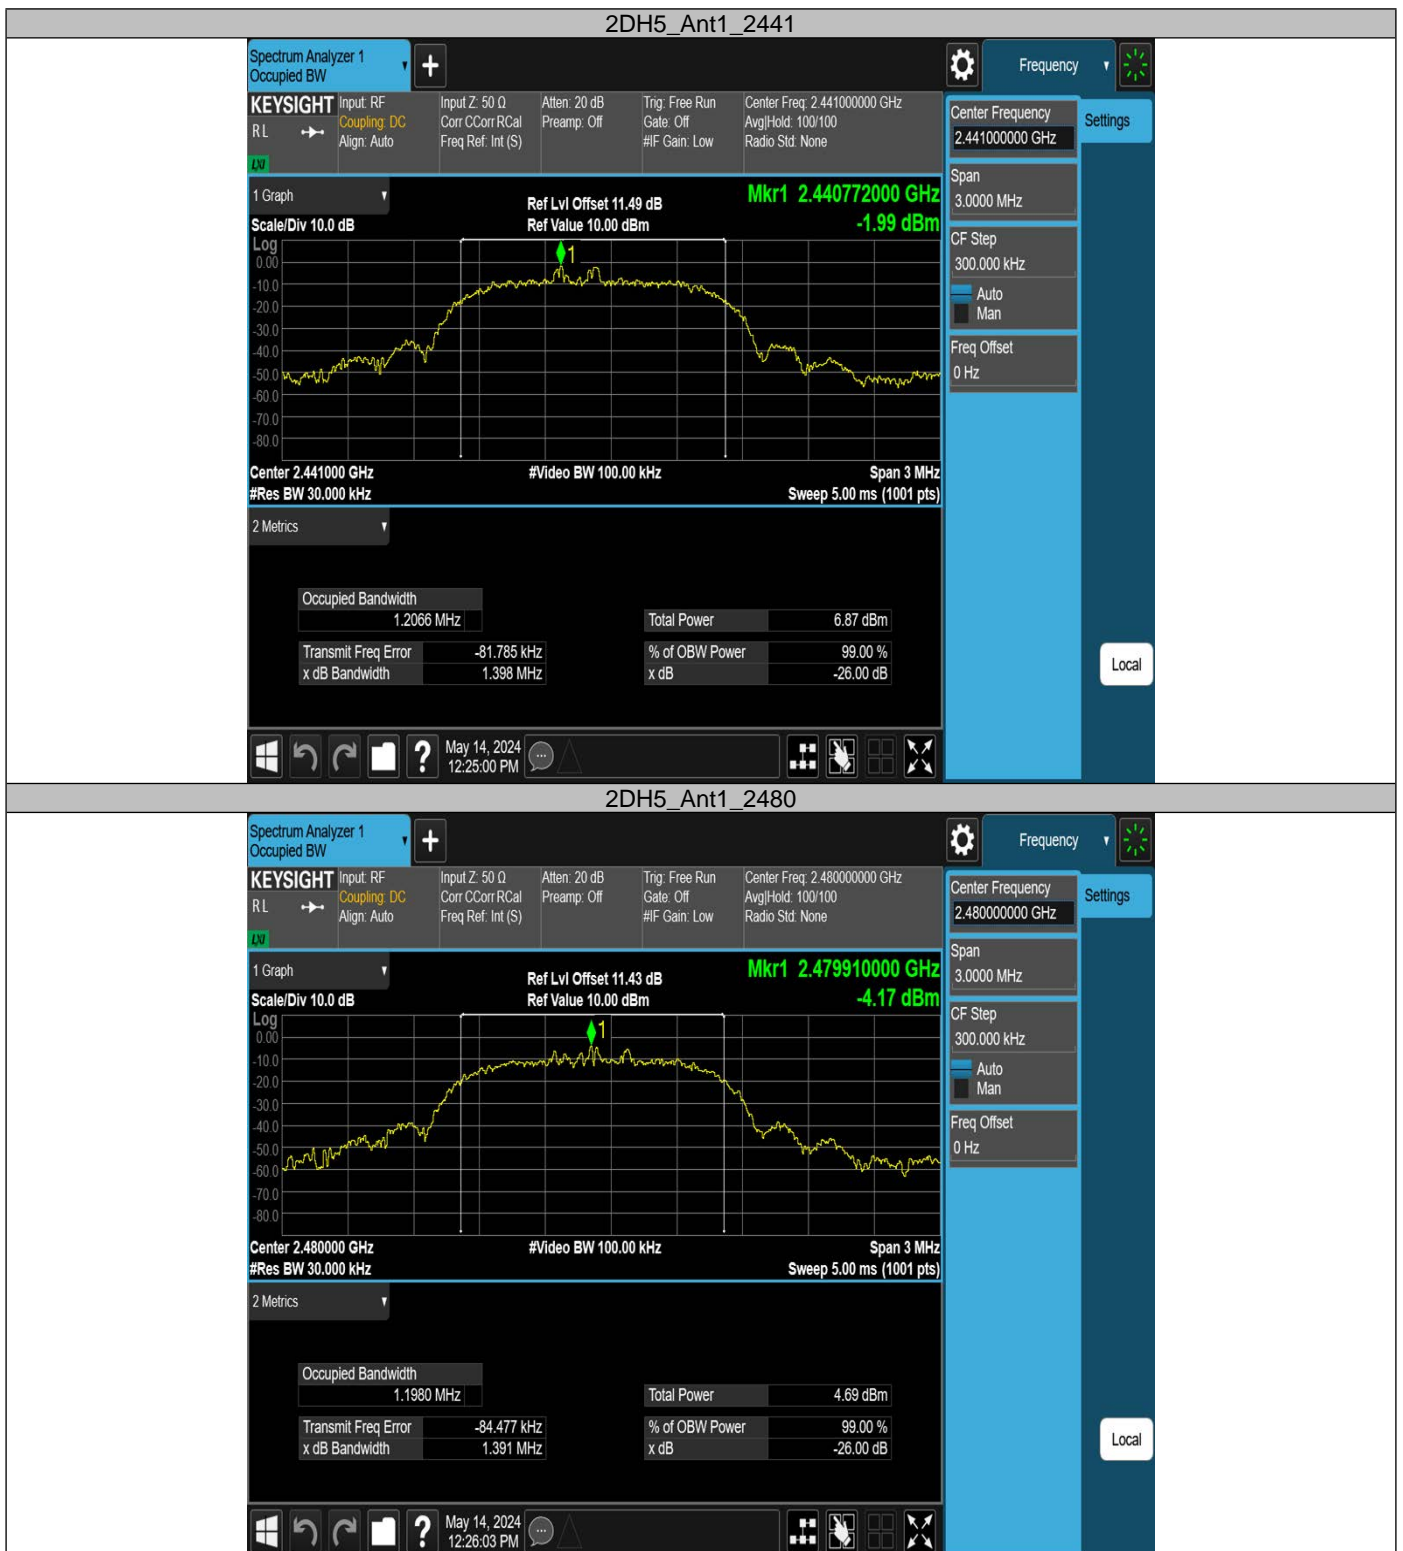 2DH5_Ant1_2441
Spectrum Analyzer 1
Occupied BW
+
Frequency
KEYSIGHT
RL
LXI
Input: RF
Coupling: DC
Align: Auto
Input Z: 50 Ω
Corr CCorr RCal
Freq Ref: Int (S)
Atten: 20 dB
Preamp: Off
Trig: Free Run
Gate: Off
#IF Gain: Low
Center Freq: 2.441000000 GHz
Avg|Hold: 100/100
Radio Std: None
Center Frequency
2.441000000 GHz
Settings
Span
3.0000 MHz
CF Step
300.000 kHz
Auto
Man
Freq Offset
0 Hz
Local
1 Graph
Scale/Div 10.0 dB
Ref Lvl Offset 11.49 dB
Ref Value 10.00 dBm
Mkr1 2.440772000 GHz
-1.99 dBm
Log
1
0.00
-10.0
-20.0
-30.0
-40.0
-50.0
-60.0
-70.0
-80.0
Center 2.441000 GHz
#Video BW 100.00 kHz
Span 3 MHz
#Res BW 30.000 kHz
Sweep 5.00 ms (1001 pts)
2 Metrics
Occupied Bandwidth
1.2066 MHz
Total Power 6.87 dBm
Transmit Freq Error -81.785 kHz
% of OBW Power 99.00 %
x dB Bandwidth 1.398 MHz
x dB -26.00 dB
?
May 14, 2024
12:25:00 PM
2DH5_Ant1_2480
Spectrum Analyzer 1
Occupied BW
+
Frequency
KEYSIGHT
RL
LXI
Input: RF
Coupling: DC
Align: Auto
Input Z: 50 Ω
Corr CCorr RCal
Freq Ref: Int (S)
Atten: 20 dB
Preamp: Off
Trig: Free Run
Gate: Off
#IF Gain: Low
Center Freq: 2.480000000 GHz
Avg|Hold: 100/100
Radio Std: None
Center Frequency
2.480000000 GHz
Settings
Span
3.0000 MHz
CF Step
300.000 kHz
Auto
Man
Freq Offset
0 Hz
Local
1 Graph
Scale/Div 10.0 dB
Ref Lvl Offset 11.43 dB
Ref Value 10.00 dBm
Mkr1 2.479910000 GHz
-4.17 dBm
Log
1
0.00
-10.0
-20.0
-30.0
-40.0
-50.0
-60.0
-70.0
-80.0
Center 2.480000 GHz
#Video BW 100.00 kHz
Span 3 MHz
#Res BW 30.000 kHz
Sweep 5.00 ms (1001 pts)
2 Metrics
Occupied Bandwidth
1.1980 MHz
Total Power 4.69 dBm
Transmit Freq Error -84.477 kHz
% of OBW Power 99.00 %
x dB Bandwidth 1.391 MHz
x dB -26.00 dB
?
May 14, 2024
12:26:03 PM